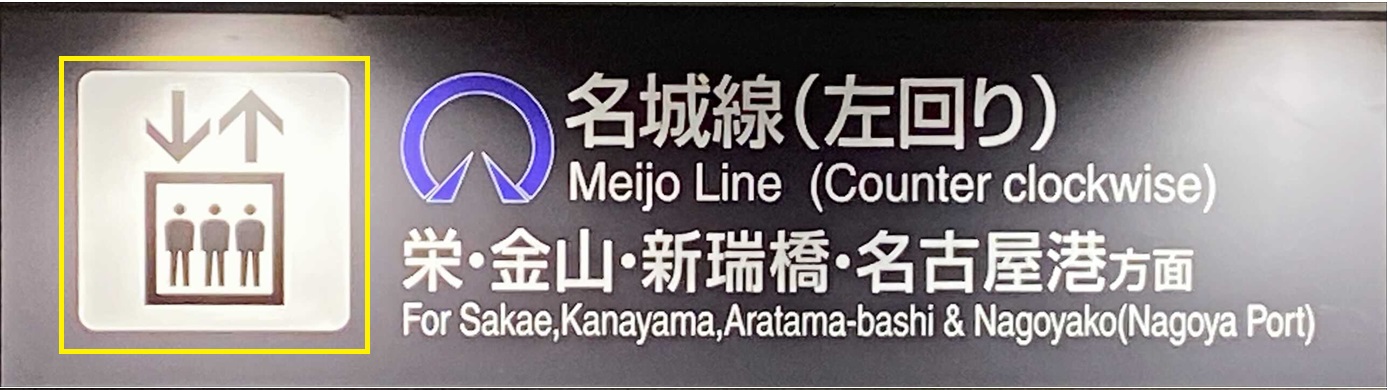 名城線(左回り)
Meijo Line (Counter clockwise)
栄・金山・新瑞橋・名古屋港方面
For Sakae,Kanayama,Aratama-bashi & Nagoyako(Nagoya Port)